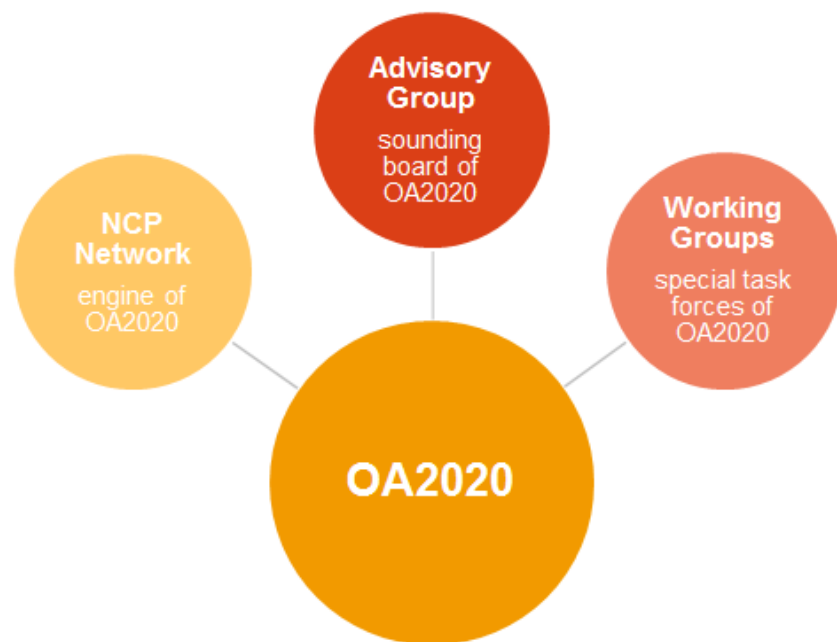 Advisory
Group
sounding
board of
OA2020
NCP
Network
engine of
OA2020
Working
Groups
special task
forces of
OA2020
OA2020